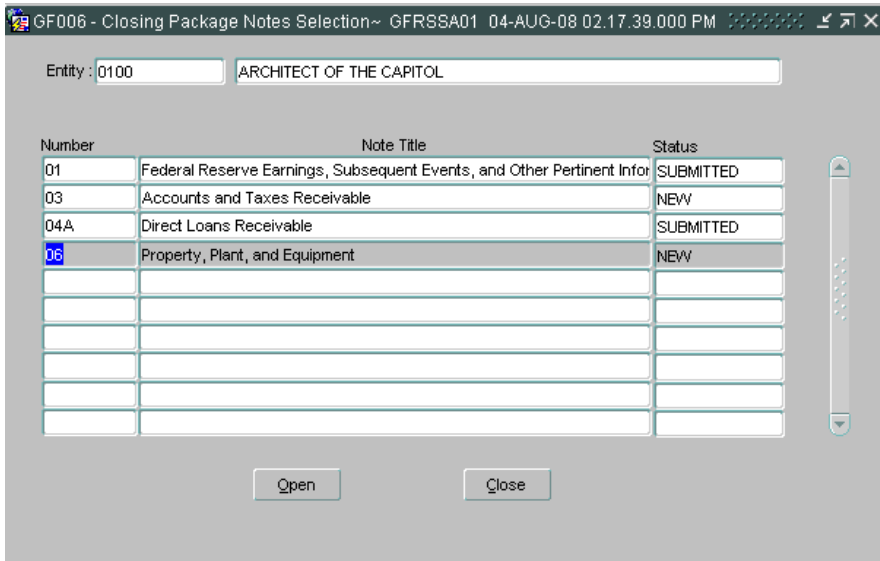 GF006 - Closing Package Notes Selection~ GFRSSA01 04-AUG-08 02.17.39.000 PM
Entity : 0100 ARCHITECT OF THE CAPITOL
Number Note Title Status
01 Federal Reserve Earnings, Subsequent Events, and Other Pertinent Infor SUBMITTED
03 Accounts and Taxes Receivable NEW
04A Direct Loans Receivable SUBMITTED
06 Property, Plant, and Equipment NEW
Open Close